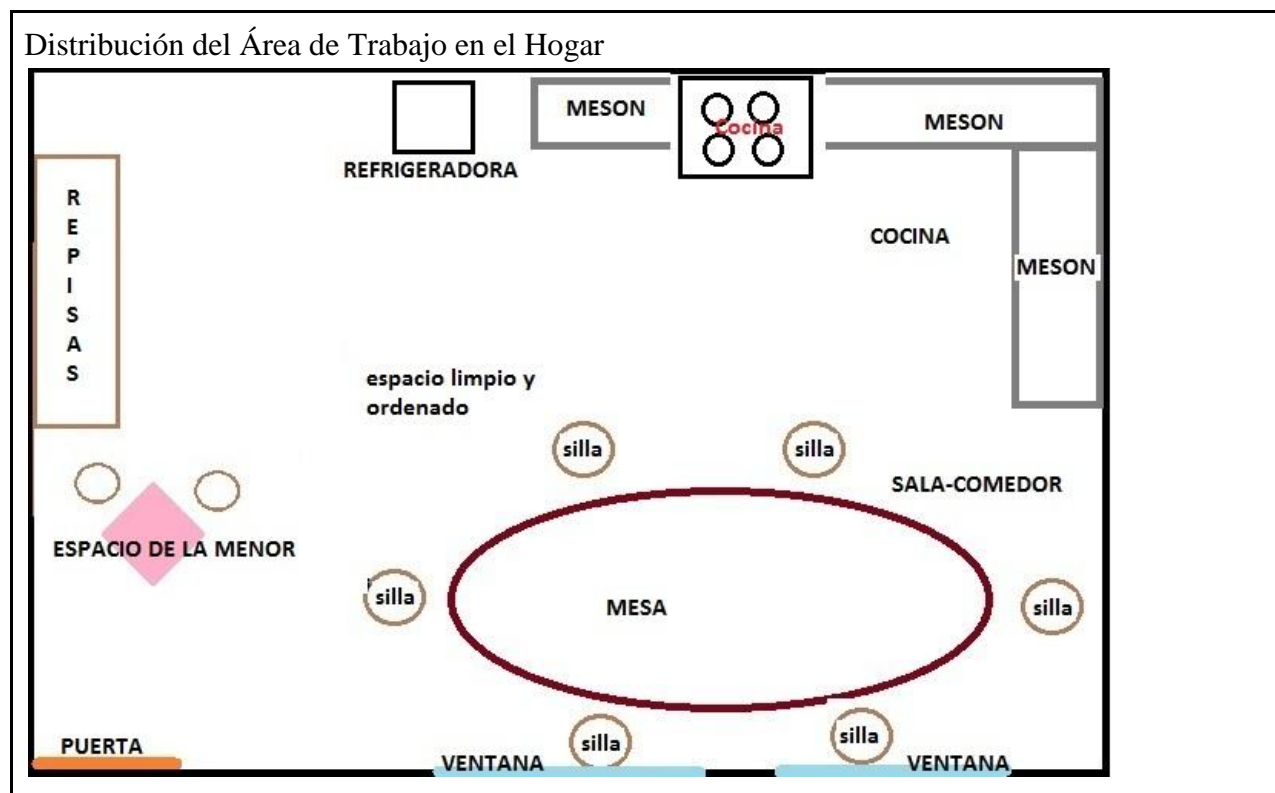 Distribución del Área de Trabajo en el Hogar
MESON
Cocina
MESON
REFRIGERADORA
REPISAS
COCINA
MESON
espacio limpio y
ordenado
silla
silla
SALA-COMEDOR
ESPACIO DE LA MENOR
silla
MESA
silla
silla
silla
PUERTA
VENTANA
VENTANA